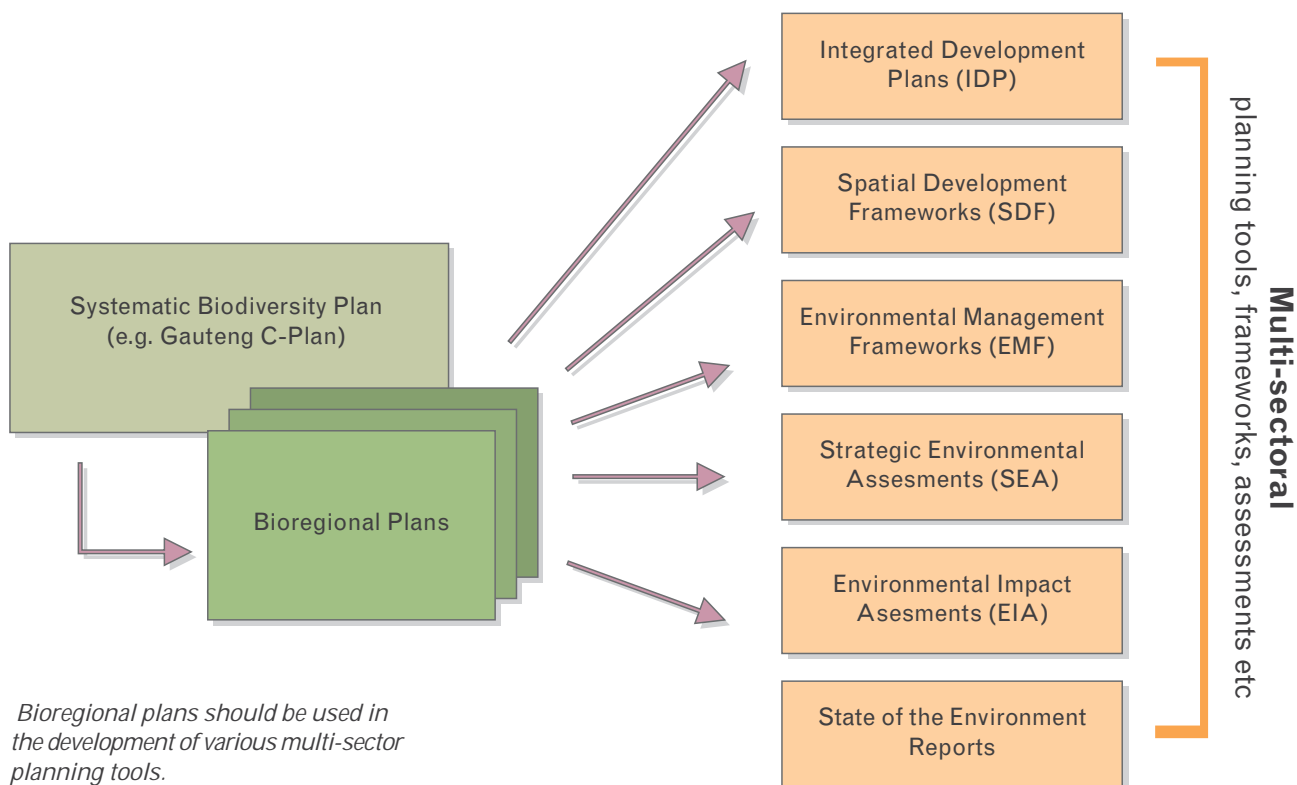 Systematic Biodiversity Plan
(e.g. Gauteng C-Plan)
Bioregional Plans
Bioregional plans should be used in
the development of various multi-sector
planning tools.
Integrated Development
Plans (IDP)
Spatial Development
Frameworks (SDF)
Environmental Management
Frameworks (EMF)
Strategic Environmental
Assesments (SEA)
Environmental Impact
Asesments (EIA)
State of the Environment
Reports
Multi-sectoral
planning tools, frameworks, assessments etc